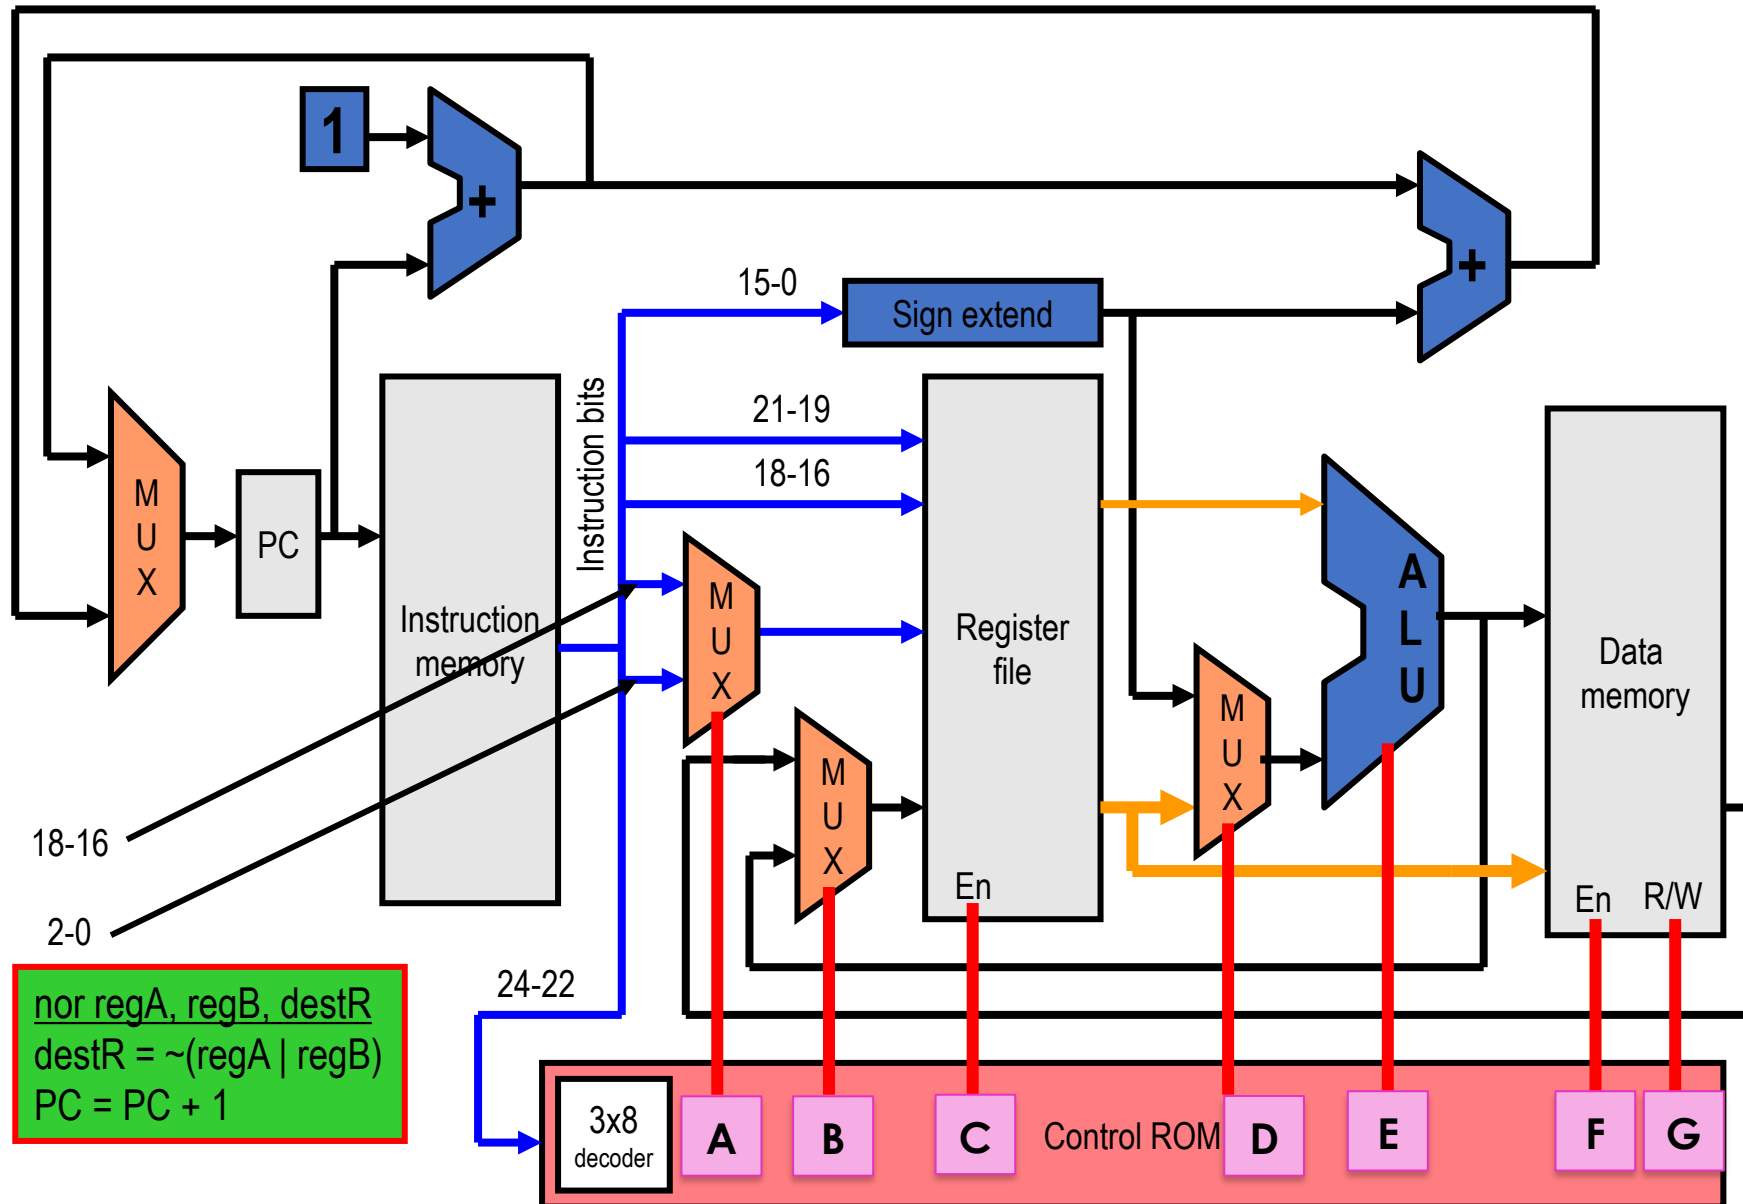 1
+
+
15-0
Sign extend
Instruction bits
21-19
18-16
M
U
X
PC
Instruction
memory
M
U
X
Register
file
En
M
U
X
M
U
X
A
L
U
Data
memory
En
R/W
18-16
2-0
24-22
nor regA, regB, destR
destR = ~(regA | regB)
PC = PC + 1
3x8
decoder
A
B
C
Control ROM
D
E
F
G